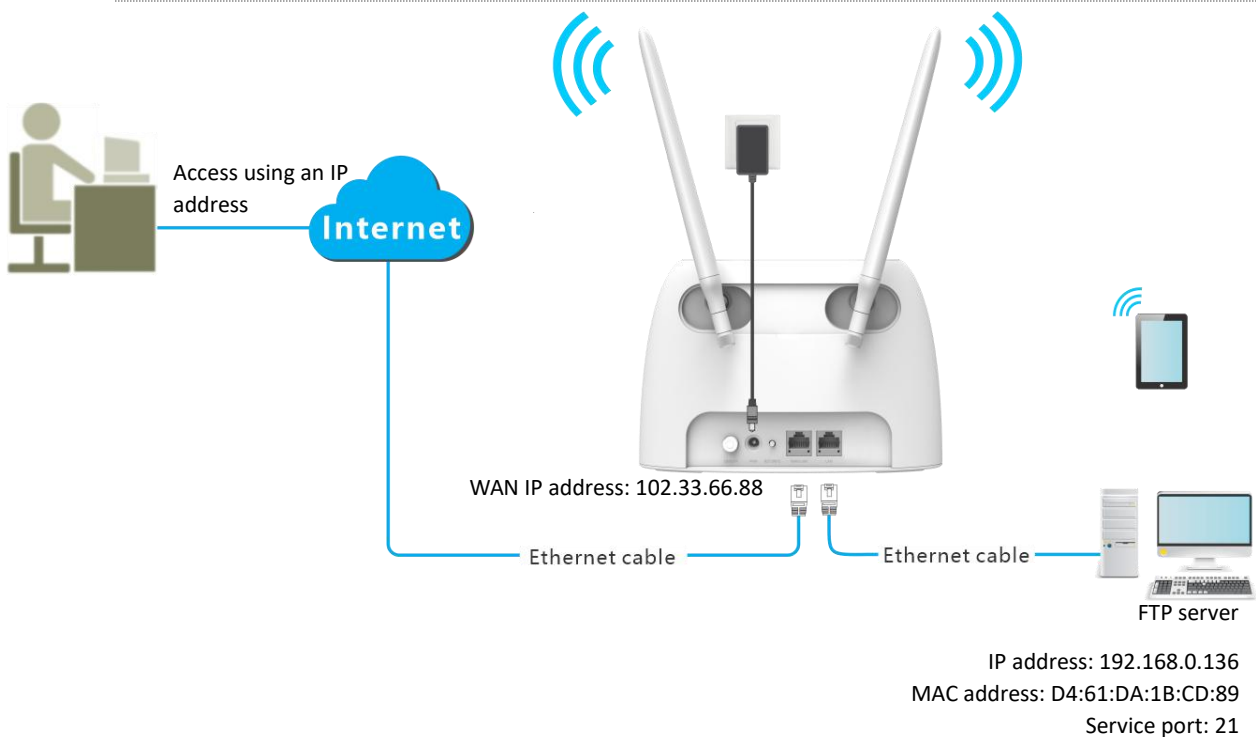 Access using an IP
address
Internet
WAN IP address: 102.33.66.88
Ethernet cable
Ethernet cable
FTP server
IP address: 192.168.0.136
MAC address: D4:61:DA:1B:CD:89
Service port: 21